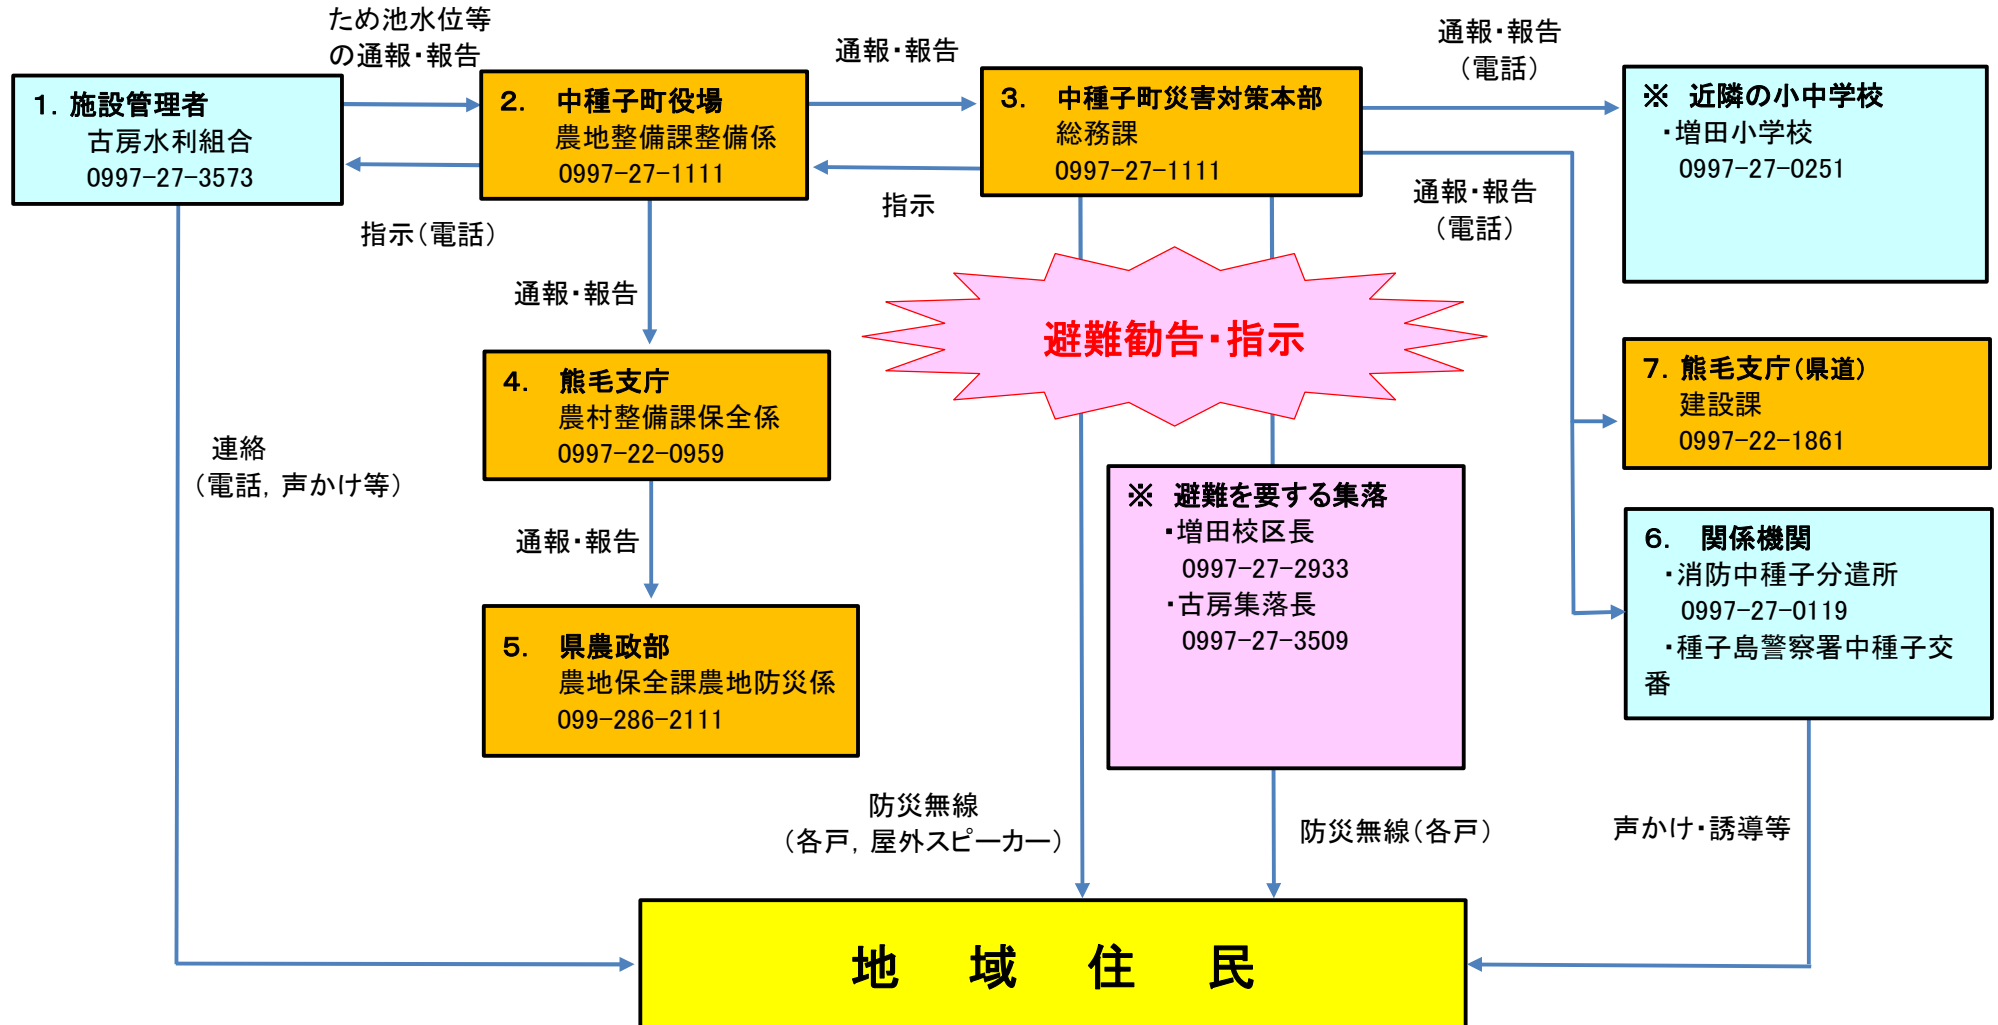 ため池水位等
の通報・報告
通報・報告
通報・報告
（電話）
1．施設管理者
古房水利組合
0997-27-3573
2．　中種子町役場
農地整備課整備係
0997-27-1111
3．　中種子町災害対策本部
総務課
0997-27-1111
※　近隣の小中学校
・増田小学校
0997-27-0251
指示（電話）
指示
通報・報告
（電話）
通報・報告
避難勧告・指示
4．　熊毛支庁
農村整備課保全係
0997-22-0959
7．熊毛支庁（県道）
建設課
0997-22-1861
連絡
（電話，声かけ等）
通報・報告
※　避難を要する集落
・増田校区長
0997-27-2933
・古房集落長
0997-27-3509
6．　関係機関
・消防中種子分遣所
0997-27-0119
・種子島警察署中種子交
番
5．　県農政部
農地保全課農地防災係
099-286-2111
防災無線
（各戸，屋外スピーカー）
防災無線（各戸）
声かけ・誘導等
地　域　住　民